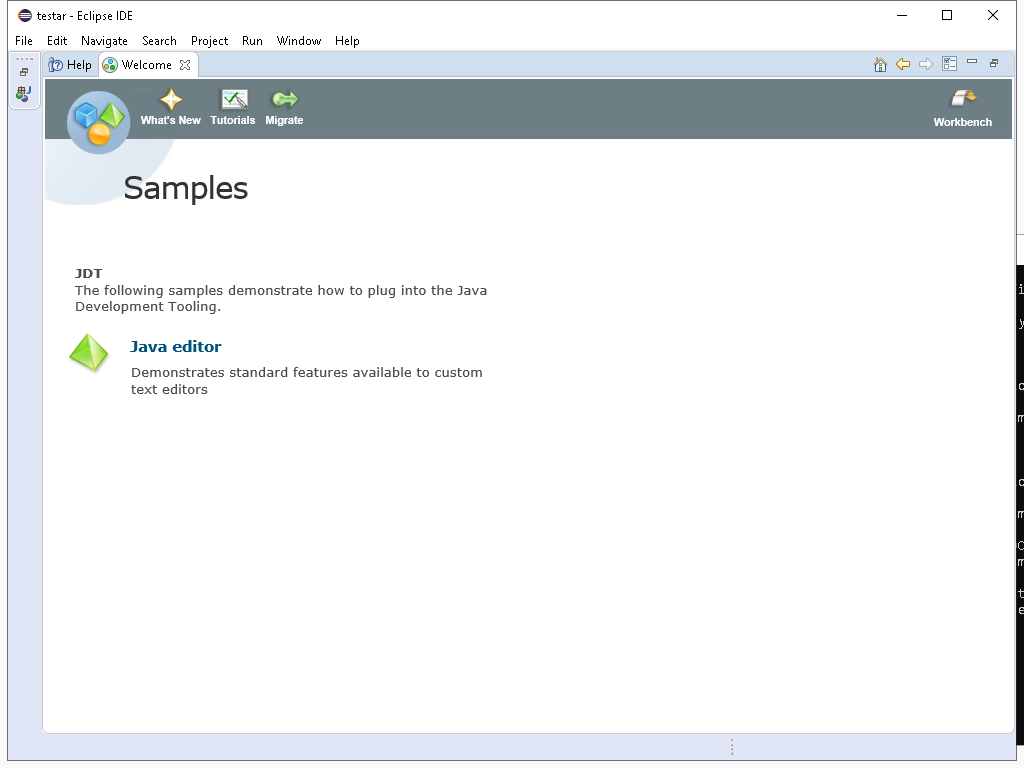 testar - Eclipse IDE
File Edit Navigate Search Project Run Window Help
Help Welcome
What's New Tutorials Migrate Workbench
Samples
JDT
The following samples demonstrate how to plug into the Java
Development Tooling.
Java editor
Demonstrates standard features available to custom
text editors